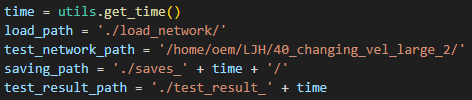 time = utils.get_time()
load_path = './load_network/'
test_network_path = '/home/oem/LJH/40_changing_vel_large_2/'
saving_path = './saves_' + time + '/'
test_result_path = './test_result_' + time